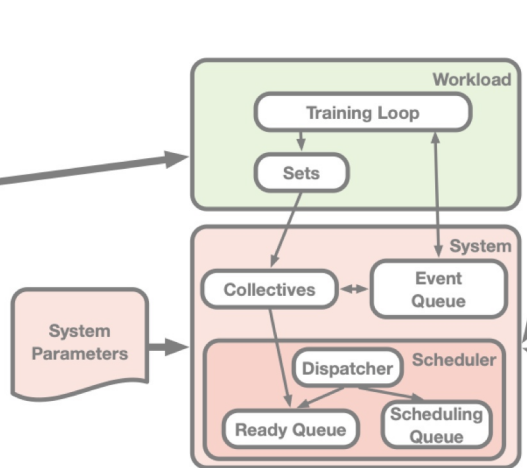 Workload
Training Loop
Sets
System
Collectives
Event
Queue
System
Parameters
Scheduler
Dispatcher
Ready Queue
Scheduling
Queue